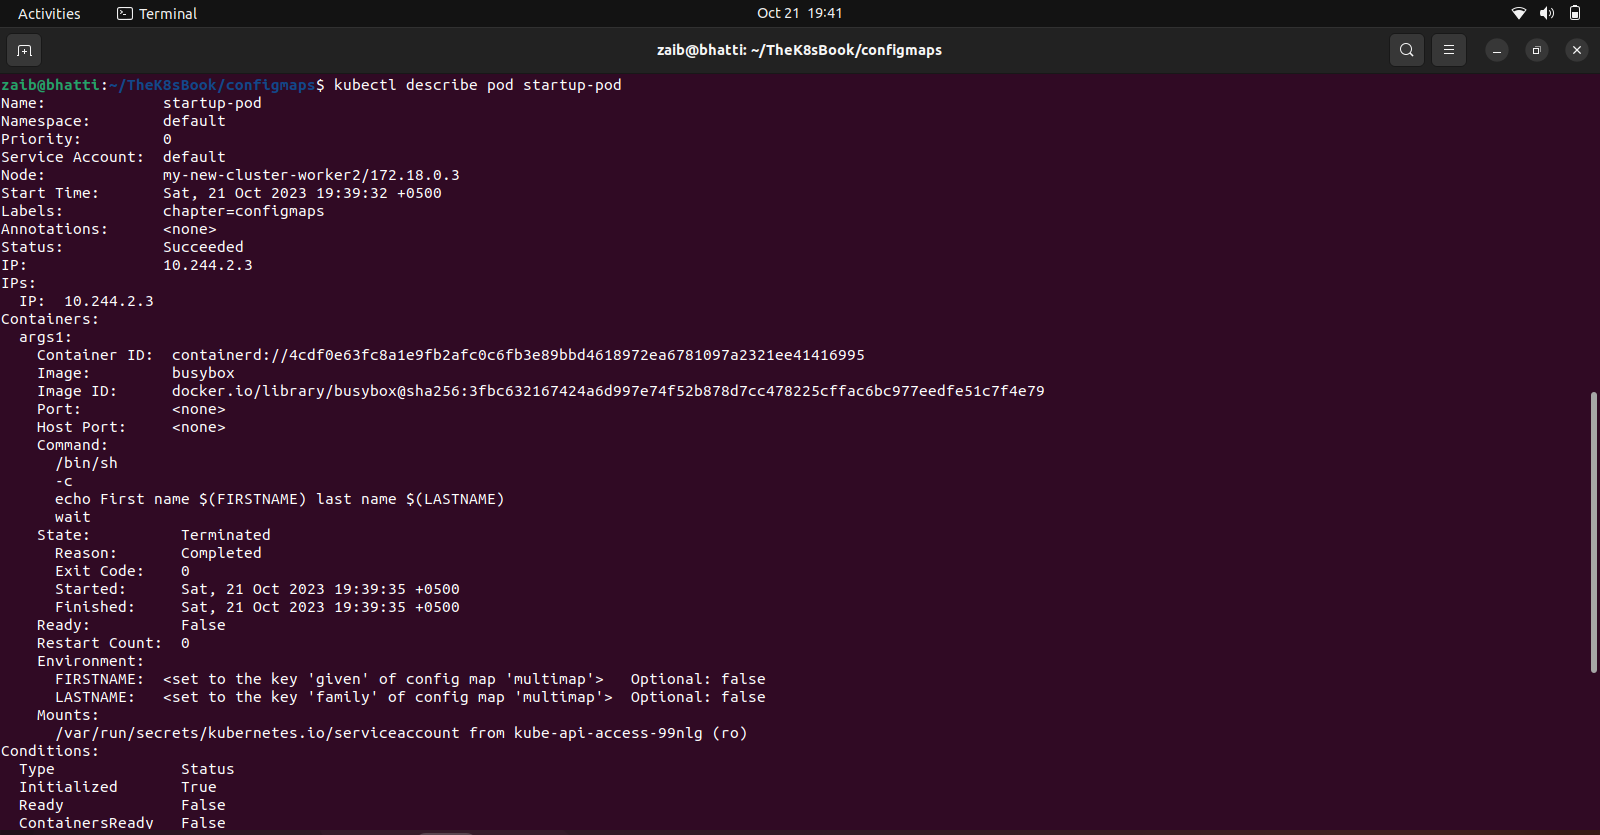 Activities Terminal Oct 21 19:41
zaib@bhatti: ~/TheK8sBook/configmaps
zaib@bhatti:~/TheK8sBook/configmaps$ kubectl describe pod startup-pod
Name: startup-pod
Namespace: default
Priority: 0
Service Account: default
Node: my-new-cluster-worker2/172.18.0.3
Start Time: Sat, 21 Oct 2023 19:39:32 +0500
Labels: chapter=configmaps
Annotations: <none>
Status: Succeeded
IP: 10.244.2.3
IPs:
IP: 10.244.2.3
Containers:
args1:
Container ID: containerd://4cdf0e63fc8a1e9fb2afc0c6fb3e89bbd4618972ea6781097a2321ee41416995
Image: busybox
Image ID: docker.io/library/busybox@sha256:3fbc632167424a6d997e74f52b878d7cc478225cffac6bc977eedfe51c7f4e79
Port: <none>
Host Port: <none>
Command:
/bin/sh
-c
echo First name $(FIRSTNAME) last name $(LASTNAME)
wait
State: Terminated
Reason: Completed
Exit Code: 0
Started: Sat, 21 Oct 2023 19:39:35 +0500
Finished: Sat, 21 Oct 2023 19:39:35 +0500
Ready: False
Restart Count: 0
Environment:
FIRSTNAME: <set to the key 'given' of config map 'multimap'> Optional: false
LASTNAME: <set to the key 'family' of config map 'multimap'> Optional: false
Mounts:
/var/run/secrets/kubernetes.io/serviceaccount from kube-api-access-99nlg (ro)
Conditions:
Type Status
Initialized True
Ready False
ContainersReady False